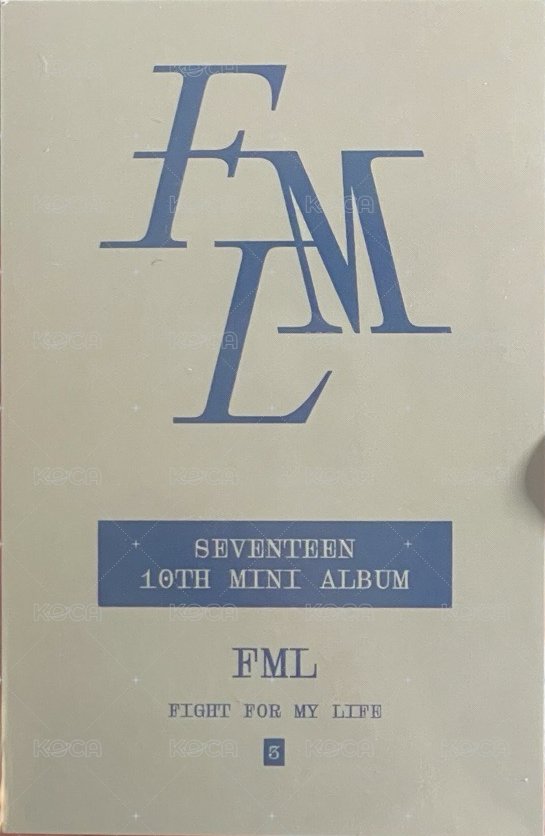 FML
SEVENTEEN
10TH MINI ALBUM
FML
FIGHT FOR MY LIFE
3